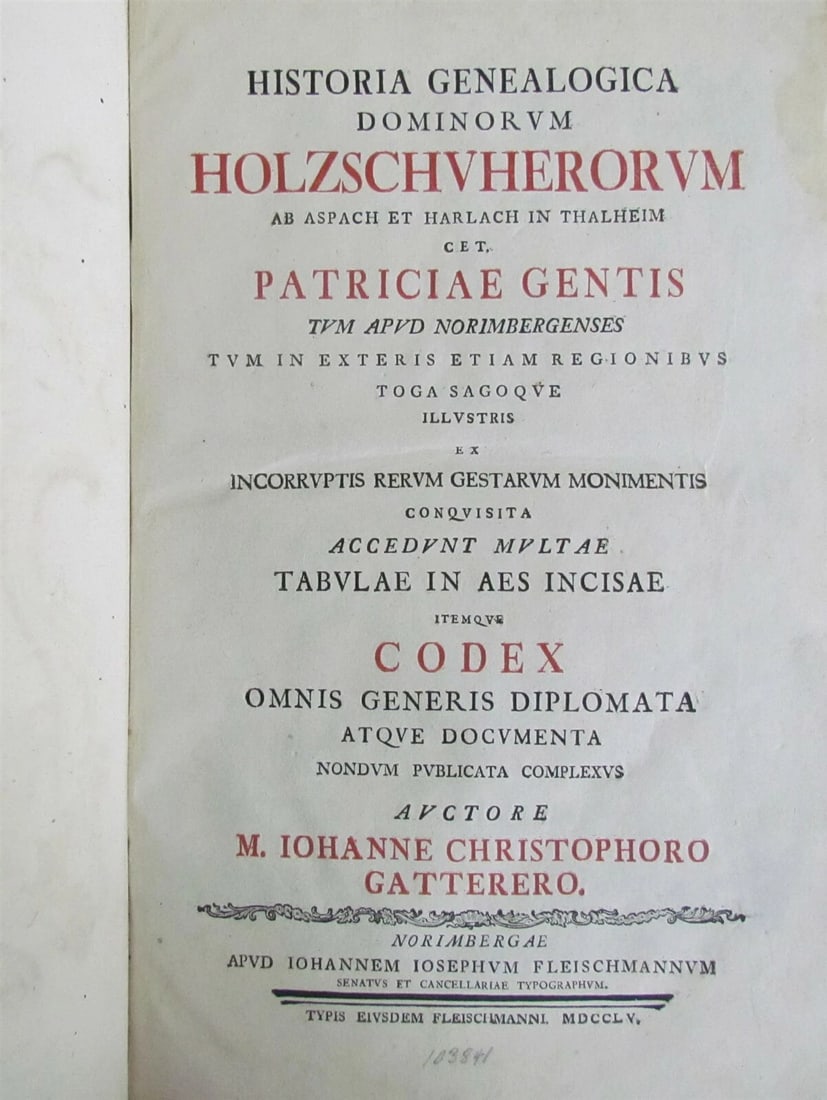 HISTORIA GENEALOGICA
DOMINORVM
HOLZSCHVHERORVM
AB ASPACH ET HARLACH IN THALHEIM
CET.
PATRICIAE GENTIS
TVM APVD NORIMBERGENSES
TVM IN EXTERIS ETIAM REGIONIBVS
TOGA SAGOQVE
ILLVSTRIS
EX
INCORRVPTIS RERVM GESTARVM MONIMENTIS
CONQVISITA
ACCEDVNT MVLTAE
TABVLAE IN AES INCISAE
ITEMQVE
CODEX
OMNIS GENERIS DIPLOMATA
ATQVE DOCVMENTA
NONDVM PVBLICATA COMPLEXVS
AVCTORE
M. IOHANNE CHRISTOPHORO
GATTERERO.
NORIMBERGAE
APVD IOHANNEM IOSEPHVM FLEISCHMANNVM
SENATVS ET CANCELLARIAE TYPOGRAPHVM.
TYPIS EIVSDEM FLEISCHMANNI. MDCCLV.
103841